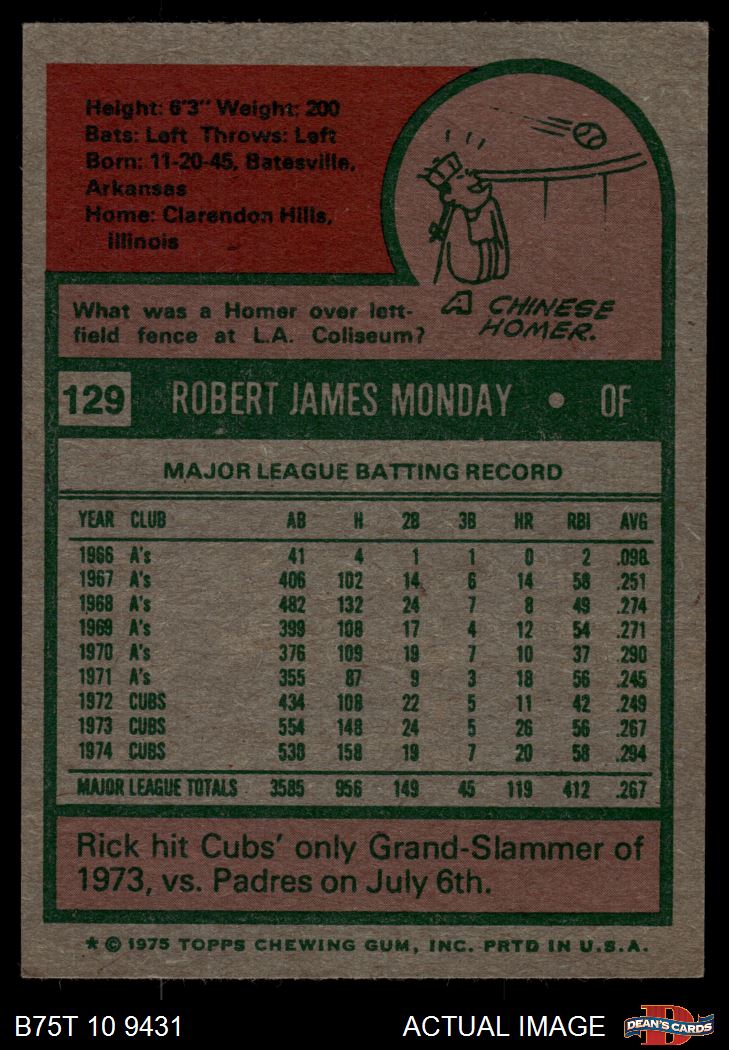 Height: 6'3" Weight: 200
Bats: Left Throws: Left
Born: 11-20-45, Batesville,
Arkansas
Home: Clarendon Hills,
Illinois
What was a Homer over left-
field fence at L.A. Coliseum?
A CHINESE
HOMER.
129 ROBERT JAMES MONDAY • OF
MAJOR LEAGUE BATTING RECORD
YEAR CLUB AB H 2B 3B HR RBI AVG
1966 A's 41 4 1 1 0 2 .098
1967 A's 406 102 14 6 14 58 .251
1968 A's 482 132 24 7 8 49 .274
1969 A's 399 108 17 4 12 54 .271
1970 A's 376 109 19 7 10 37 .290
1971 A's 355 87 9 3 18 56 .245
1972 CUBS 434 108 22 5 11 42 .249
1973 CUBS 554 148 24 5 26 56 .267
1974 CUBS 538 158 19 7 20 58 .294
MAJOR LEAGUE TOTALS 3585 956 149 45 119 412 .267
Rick hit Cubs' only Grand-Slammer of
1973, vs. Padres on July 6th.
* © 1975 TOPPS CHEWING GUM, INC. PRTD IN U.S.A.
B75T 10 9431 ACTUAL IMAGE DEAN'S CARDS